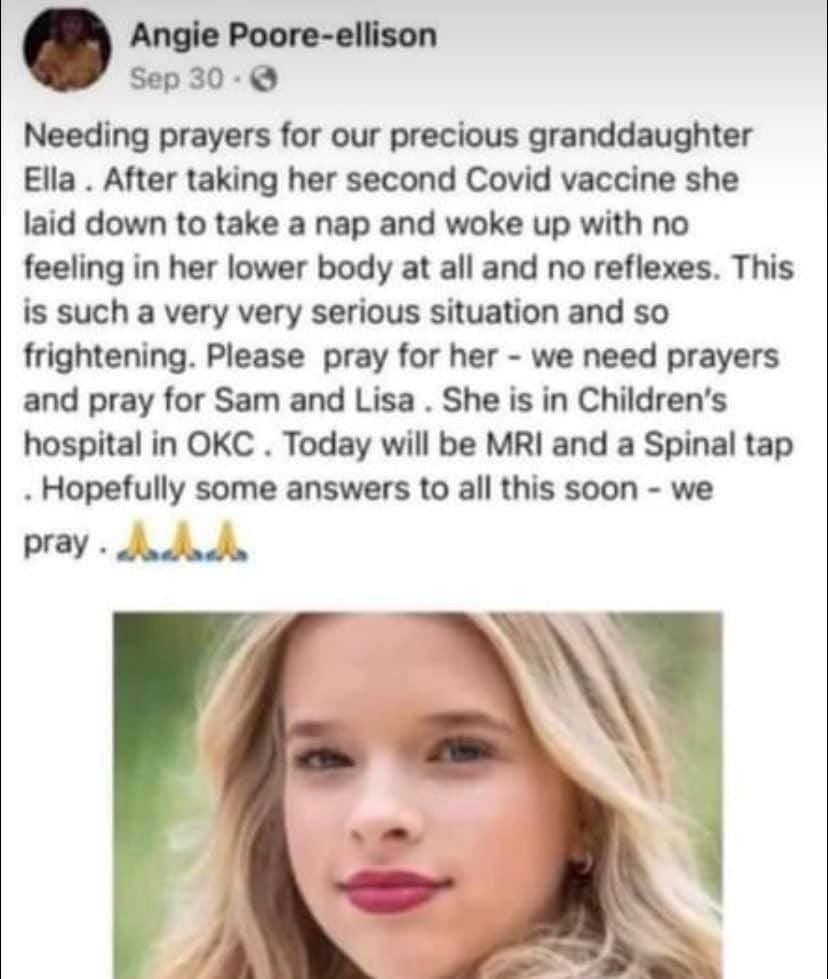 Angie Poore-ellison
Sep 30 ·
Needing prayers for our precious granddaughter
Ella . After taking her second Covid vaccine she
laid down to take a nap and woke up with no
feeling in her lower body at all and no reflexes. This
is such a very very serious situation and so
frightening. Please  pray for her - we need prayers
and pray for Sam and Lisa . She is in Children's
hospital in OKC . Today will be MRI and a Spinal tap
. Hopefully some answers to all this soon - we
pray . 🙏🙏🙏